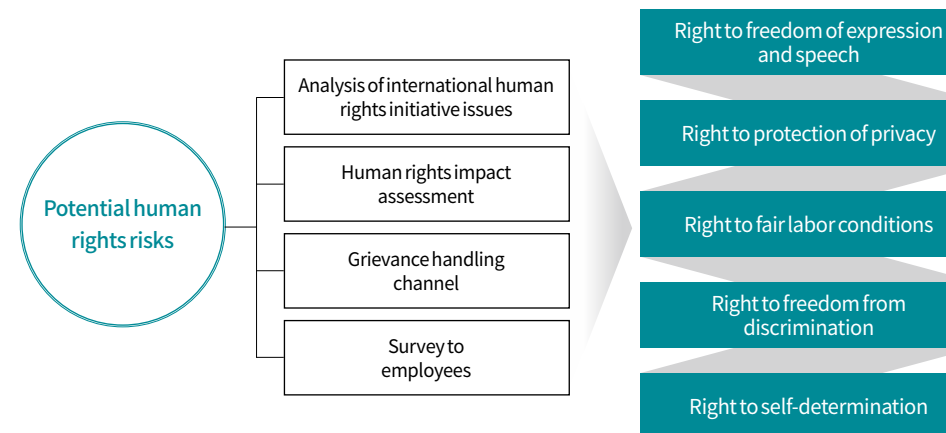 Potential human
rights risks
Analysis of international human
rights initiative issues
Human rights impact
assessment
Grievance handling
channel
Survey to
employees
Right to freedom of expression
and speech
Right to protection of privacy
Right to fair labor conditions
Right to freedom from
discrimination
Right to self-determination